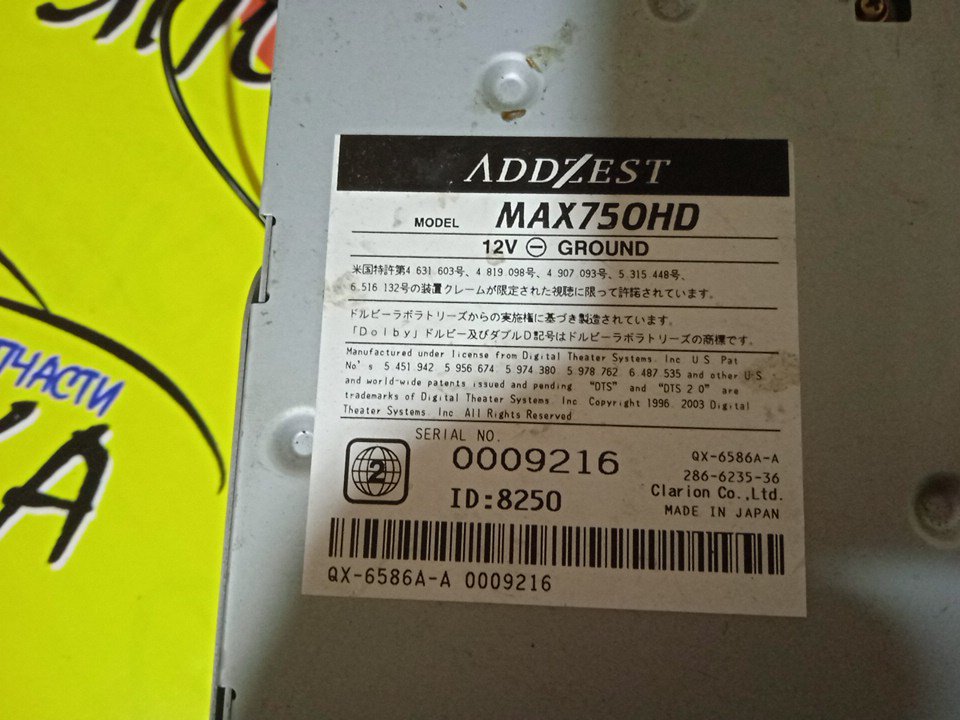 ADDZEST
MODEL MAX750HD
12V ⊖ GROUND
米国特許第4 631 603号、4 819 098号、4 907 093号、5 315 448号、
6 516 132号の装置クレームが限定された視聴に限って許諾されています。
ドルビーラボラトリーズからの実施権に基づき製造されています。
「Dolby」ドルビー及びダブルD記号はドルビーラボラトリーズの商標です。
Manufactured under license from Digital Theater Systems, Inc U.S. Pat
No's 5 451 942 5 956 674 5 974 380 5 978 762 6 487 535 and other U.S
and world-wide patents issued and pending "DTS" and "DTS 2 0" are
trademarks of Digital Theater Systems, Inc Copyright 1996, 2003 Digital
Theater Systems, Inc All Rights Reserved
SERIAL NO.
0009216
2
ID:8250
QX-6586A-A
286-6235-36
Clarion Co.,Ltd.
MADE IN JAPAN
QX-6586A-A 0009216
ПЧАСТИ
А